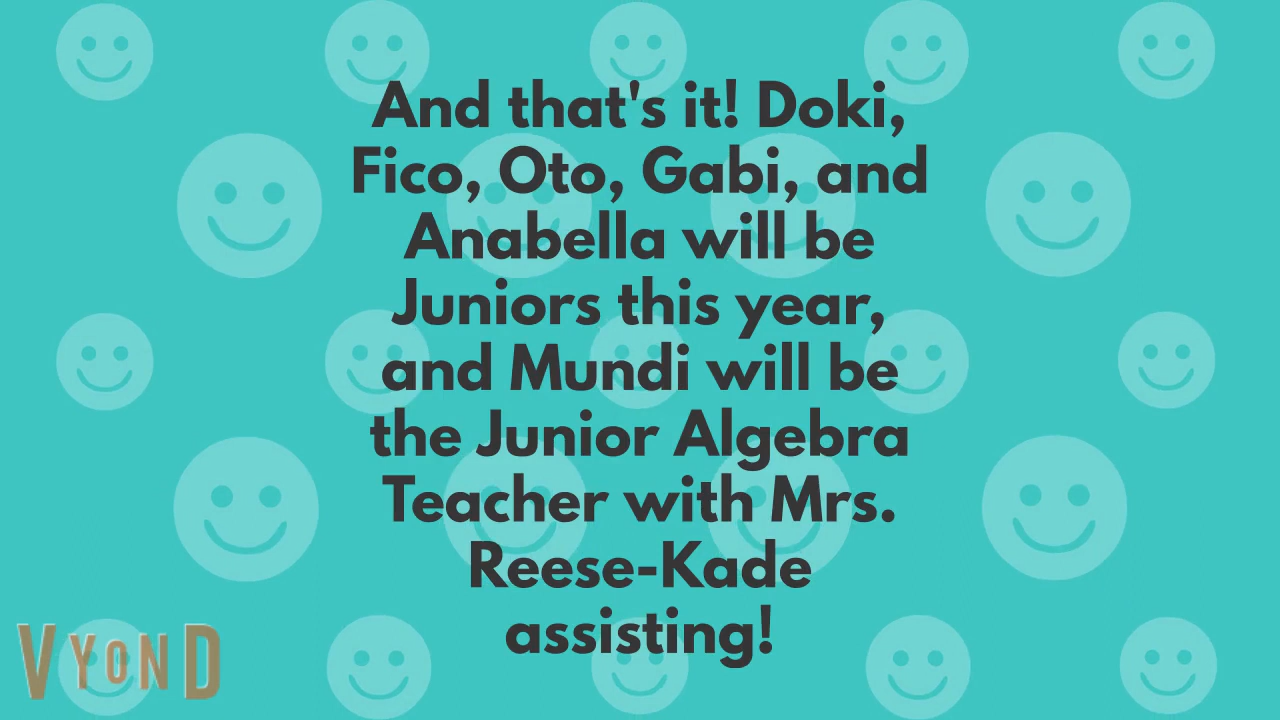 And that's it! Doki,
Fico, Oto, Gabi, and
Anabella will be
Juniors this year,
and Mundi will be
the Junior Algebra
Teacher with Mrs.
Reese-Kade
assisting!
VYOND